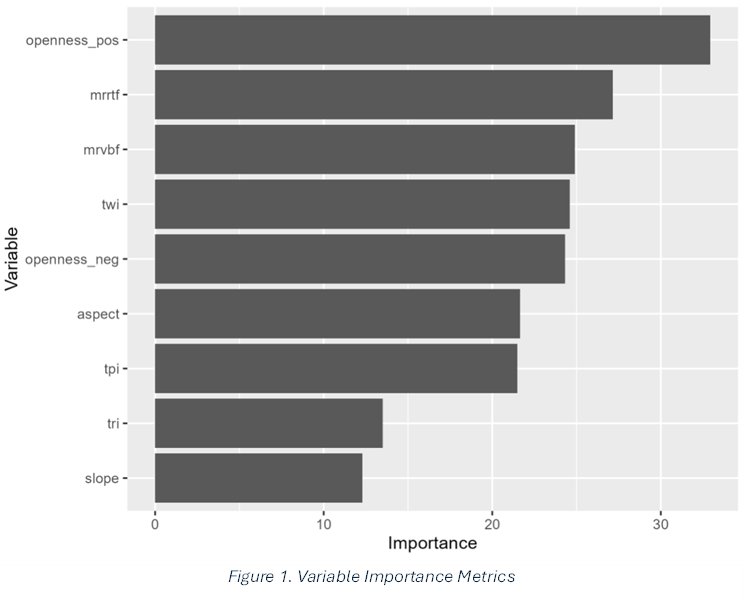 openness_pos
mrrtf
mrvbf
twi
openness_neg
aspect
tpi
tri
slope
Variable
0 10 20 30
Importance
Figure 1. Variable Importance Metrics